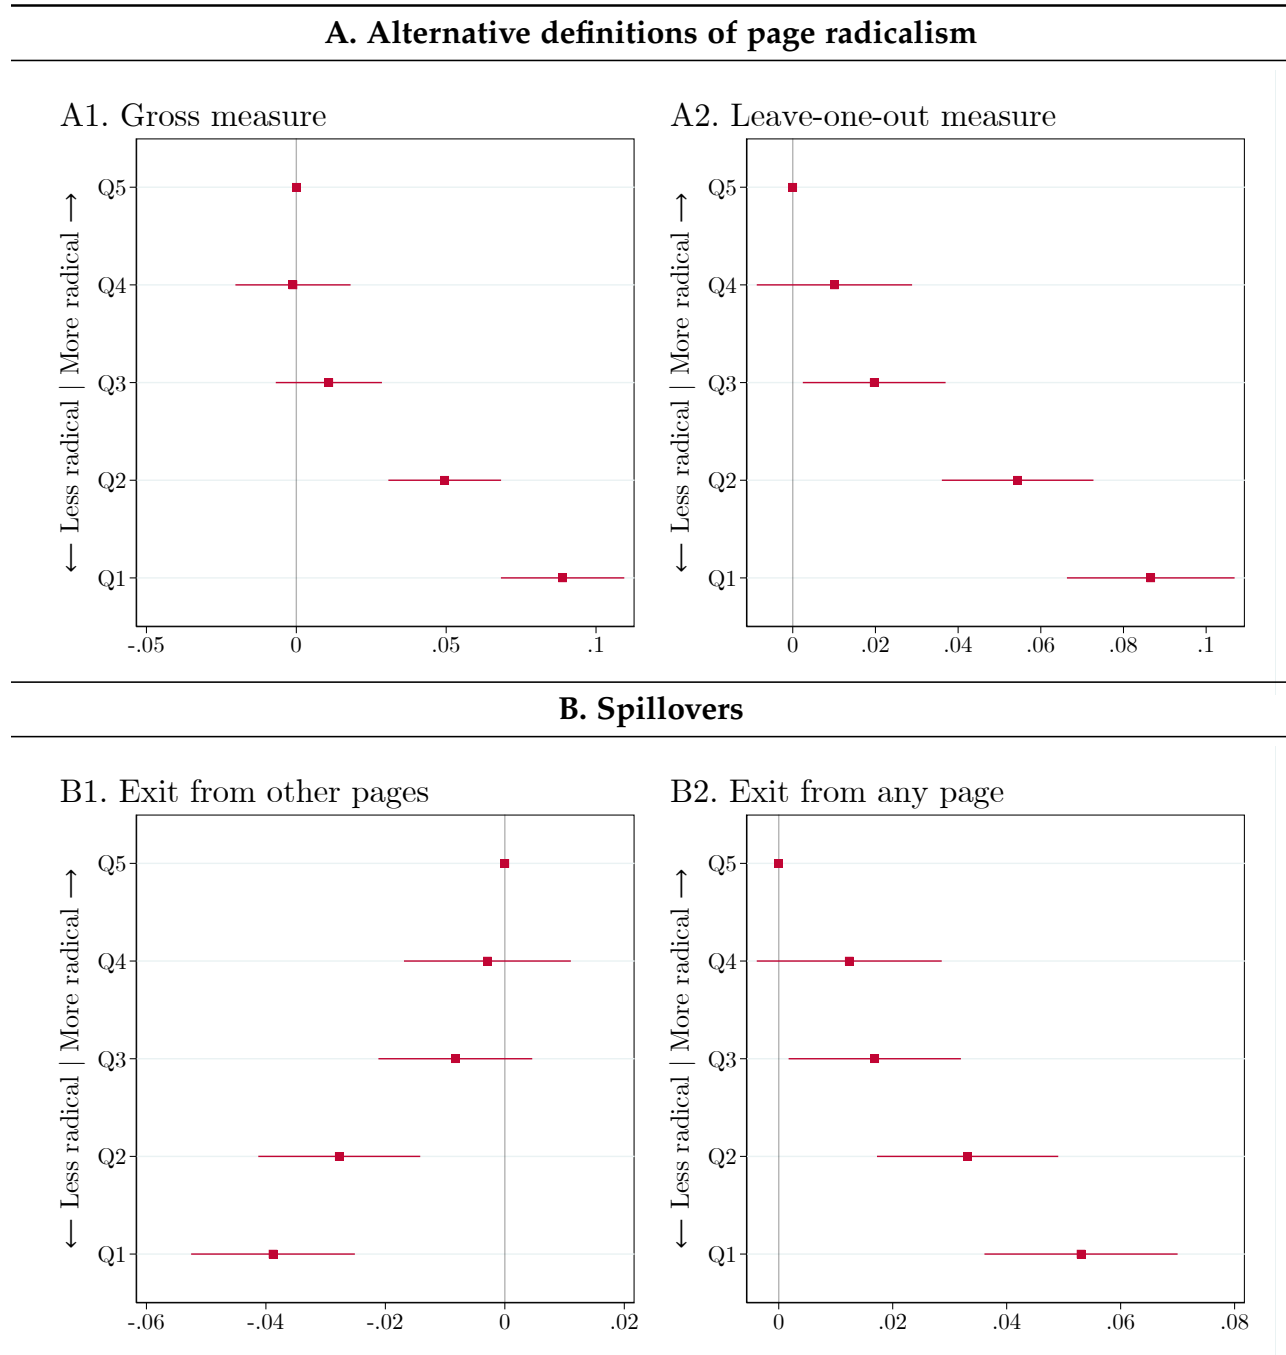 A. Alternative definitions of page radicalism
A1. Gross measure
← Less radical | More radical →
Q5
Q4
Q3
Q2
Q1
-.05 0 .05 .1
A2. Leave-one-out measure
← Less radical | More radical →
Q5
Q4
Q3
Q2
Q1
0 .02 .04 .06 .08 .1
B. Spillovers
B1. Exit from other pages
← Less radical | More radical →
Q5
Q4
Q3
Q2
Q1
-.06 -.04 -.02 0 .02
B2. Exit from any page
← Less radical | More radical →
Q5
Q4
Q3
Q2
Q1
0 .02 .04 .06 .08